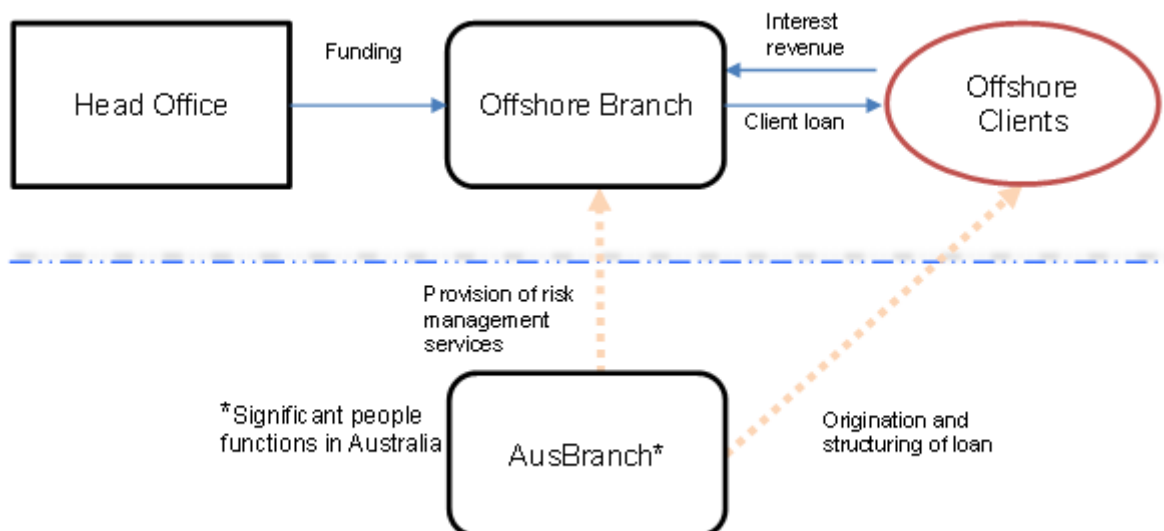 Head Office
Funding
Offshore Branch
Interest
revenue
Client loan
Offshore
Clients
Provision of risk
management
services
*Significant people
functions in Australia
AusBranch*
Origination and
structuring of loan